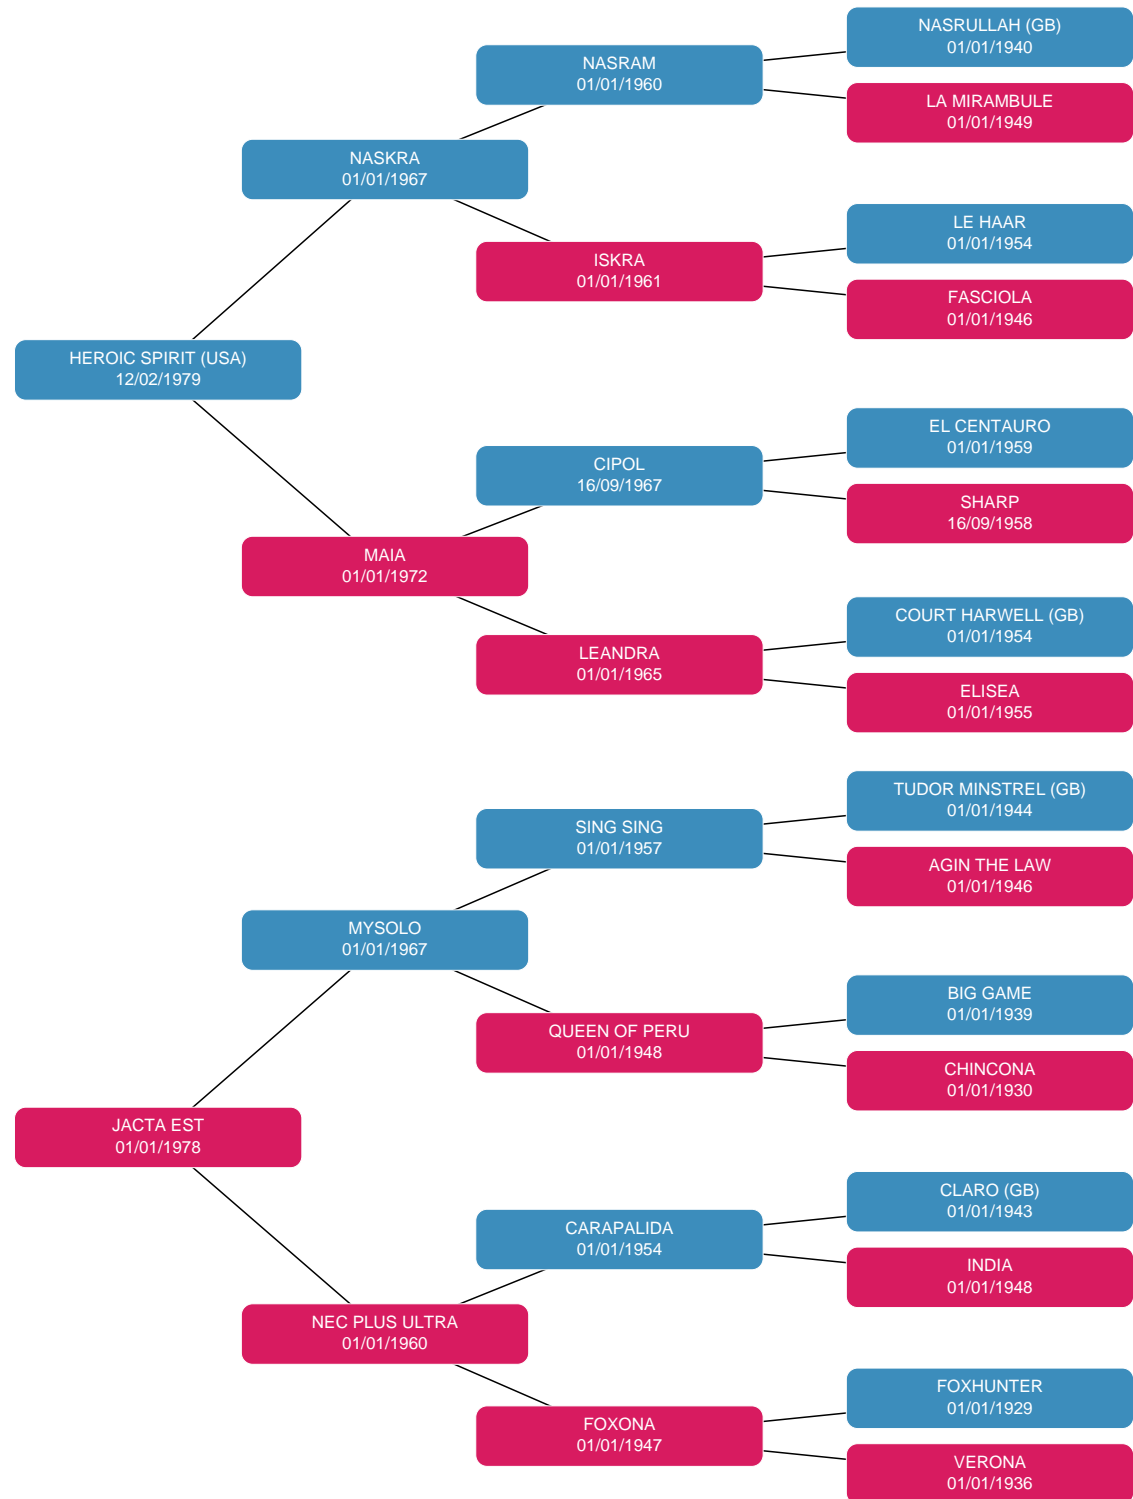 NASRULLAH (GB)
01/01/1940
NASRAM
01/01/1960
LA MIRAMBULE
01/01/1949
NASKRA
01/01/1967
LE HAAR
01/01/1954
ISKRA
01/01/1961
FASCIOLA
01/01/1946
HEROIC SPIRIT (USA)
12/02/1979
EL CENTAURO
01/01/1959
CIPOL
16/09/1967
SHARP
16/09/1958
MAIA
01/01/1972
COURT HARWELL (GB)
01/01/1954
LEANDRA
01/01/1965
ELISEA
01/01/1955
TUDOR MINSTREL (GB)
01/01/1944
SING SING
01/01/1957
AGIN THE LAW
01/01/1946
MYSOLO
01/01/1967
BIG GAME
01/01/1939
QUEEN OF PERU
01/01/1948
CHINCONA
01/01/1930
JACTA EST
01/01/1978
CLARO (GB)
01/01/1943
CARAPALIDA
01/01/1954
INDIA
01/01/1948
NEC PLUS ULTRA
01/01/1960
FOXHUNTER
01/01/1929
FOXONA
01/01/1947
VERONA
01/01/1936